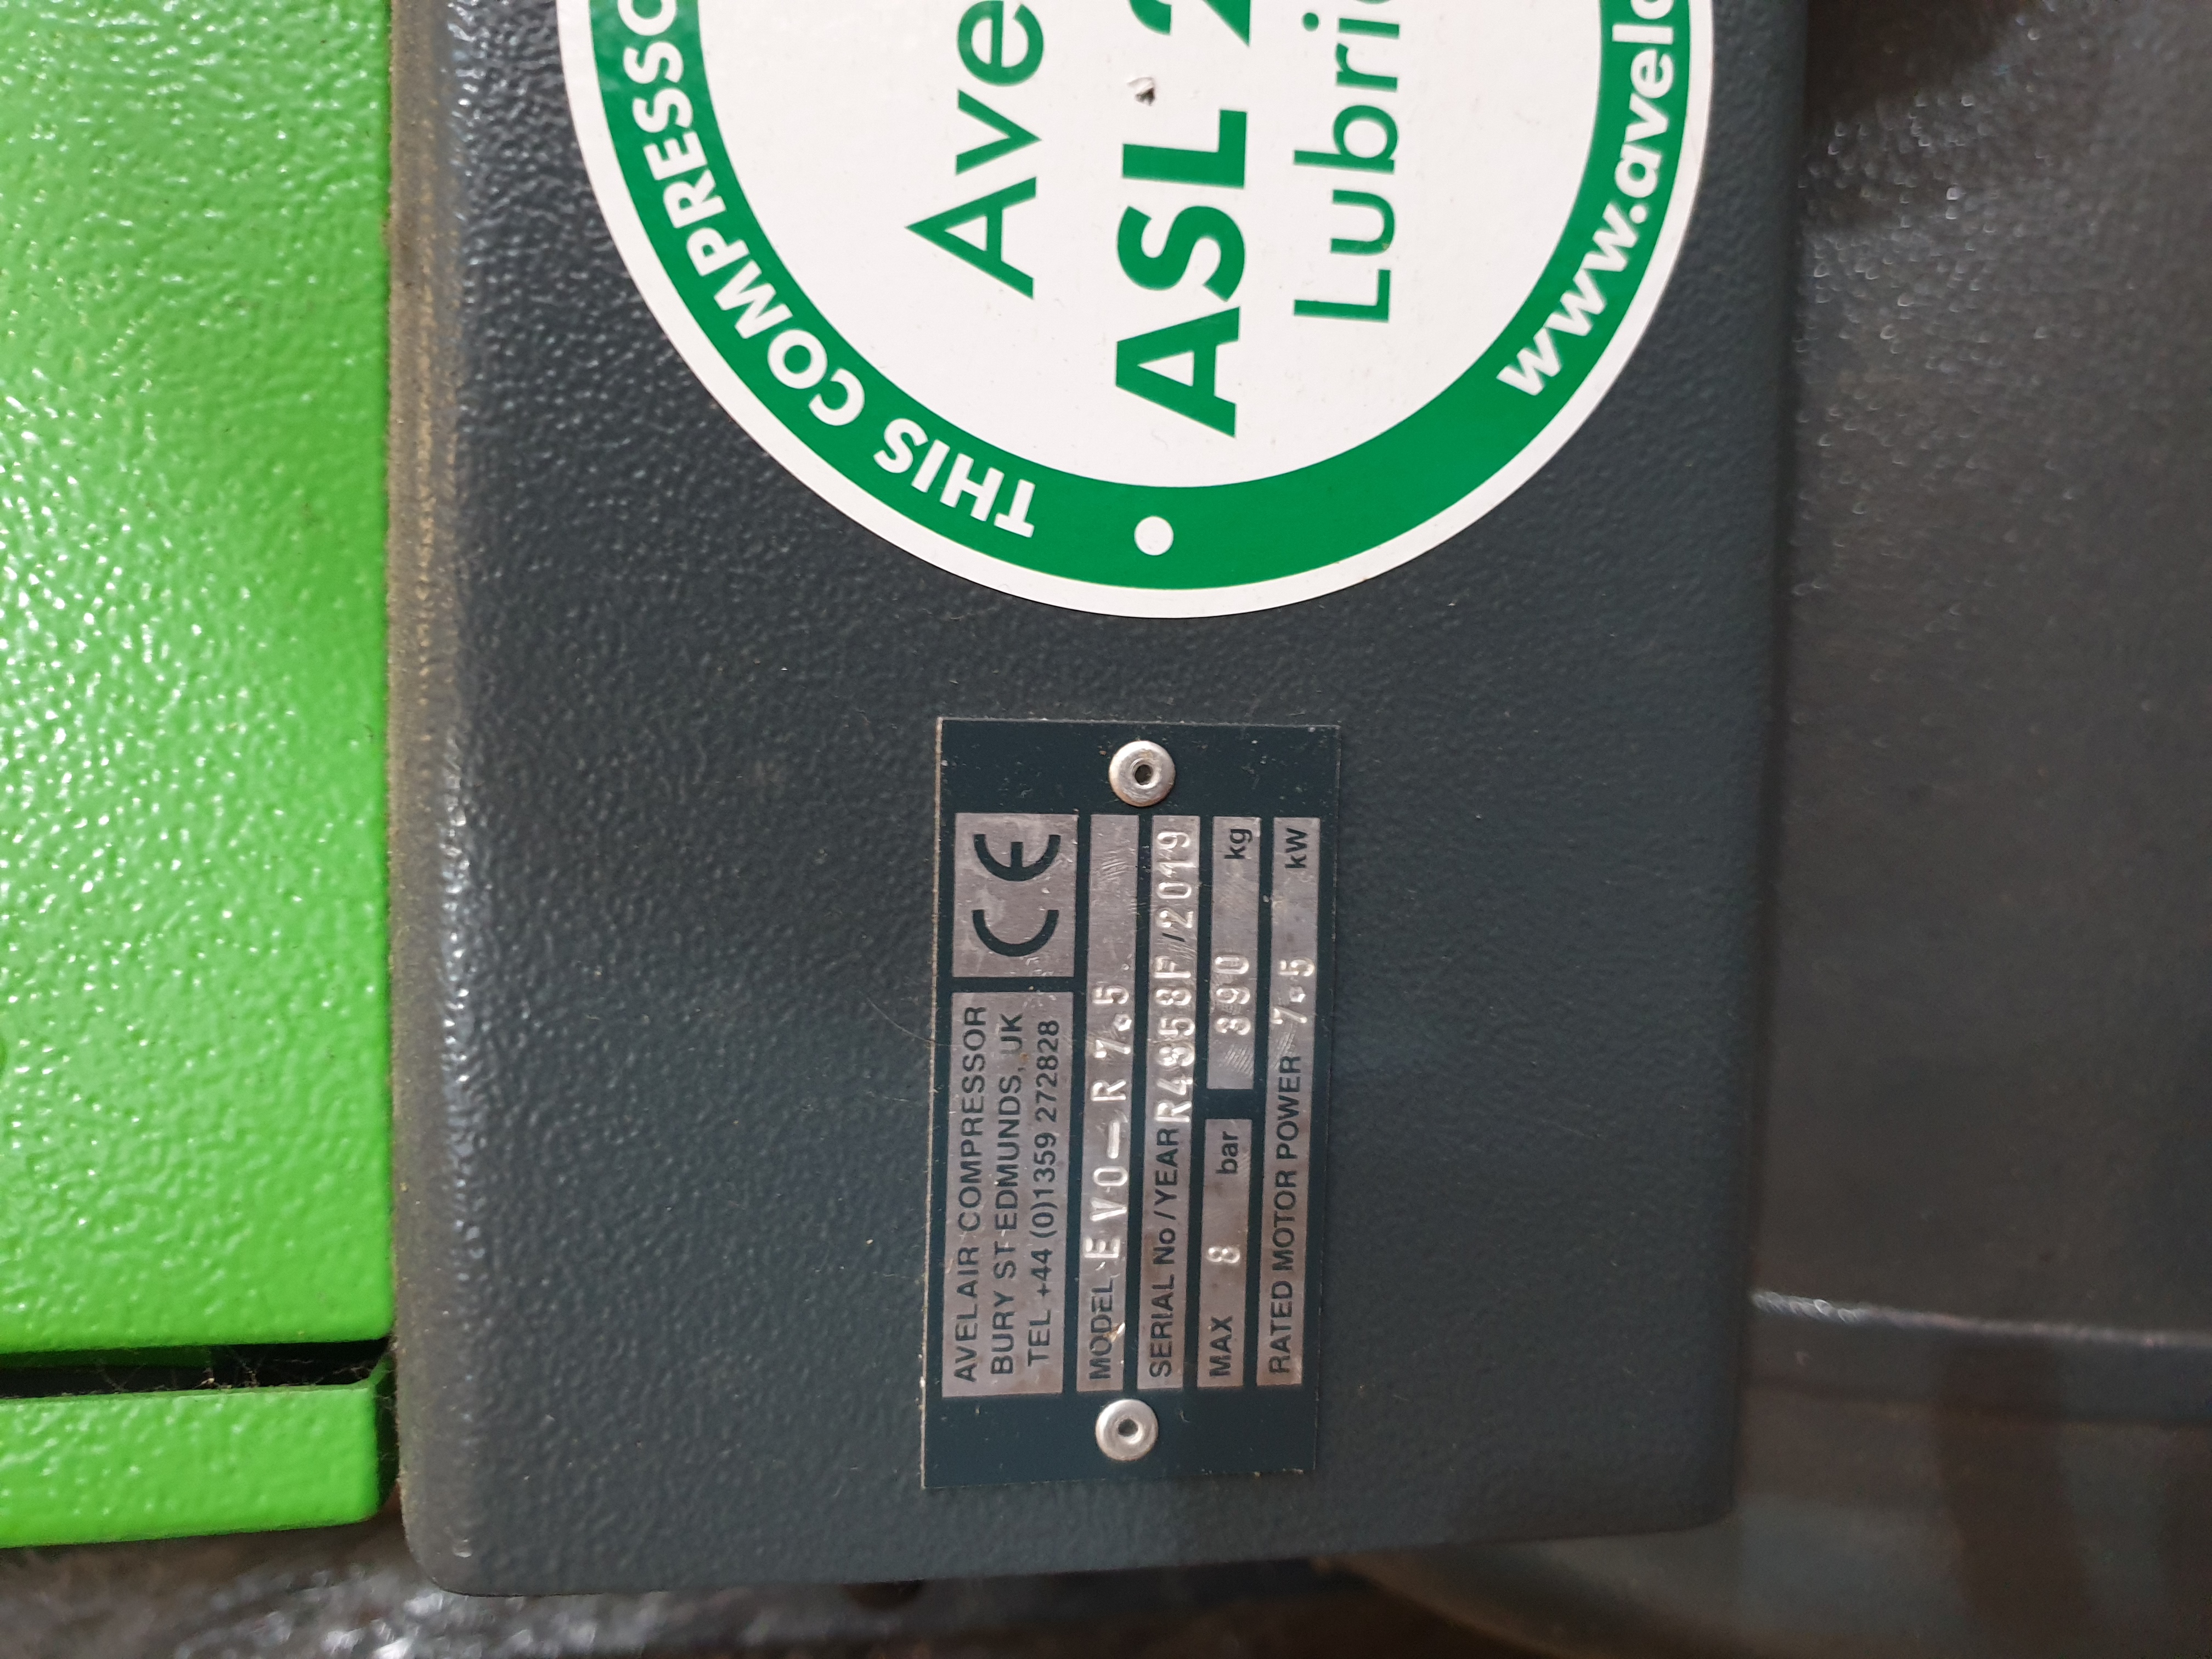 THIS COMPRESSO
Ave
ASL 2
Lubric
www.avela
AVELAIR COMPRESSOR
BURY ST EDMUNDS, UK
TEL +44 (0)1359 272828
CE
MODEL EVO-R 7.5
SERIAL No/YEAR R4958F/2019
MAX 8 bar 390 kg
RATED MOTOR POWER 7.5 kW